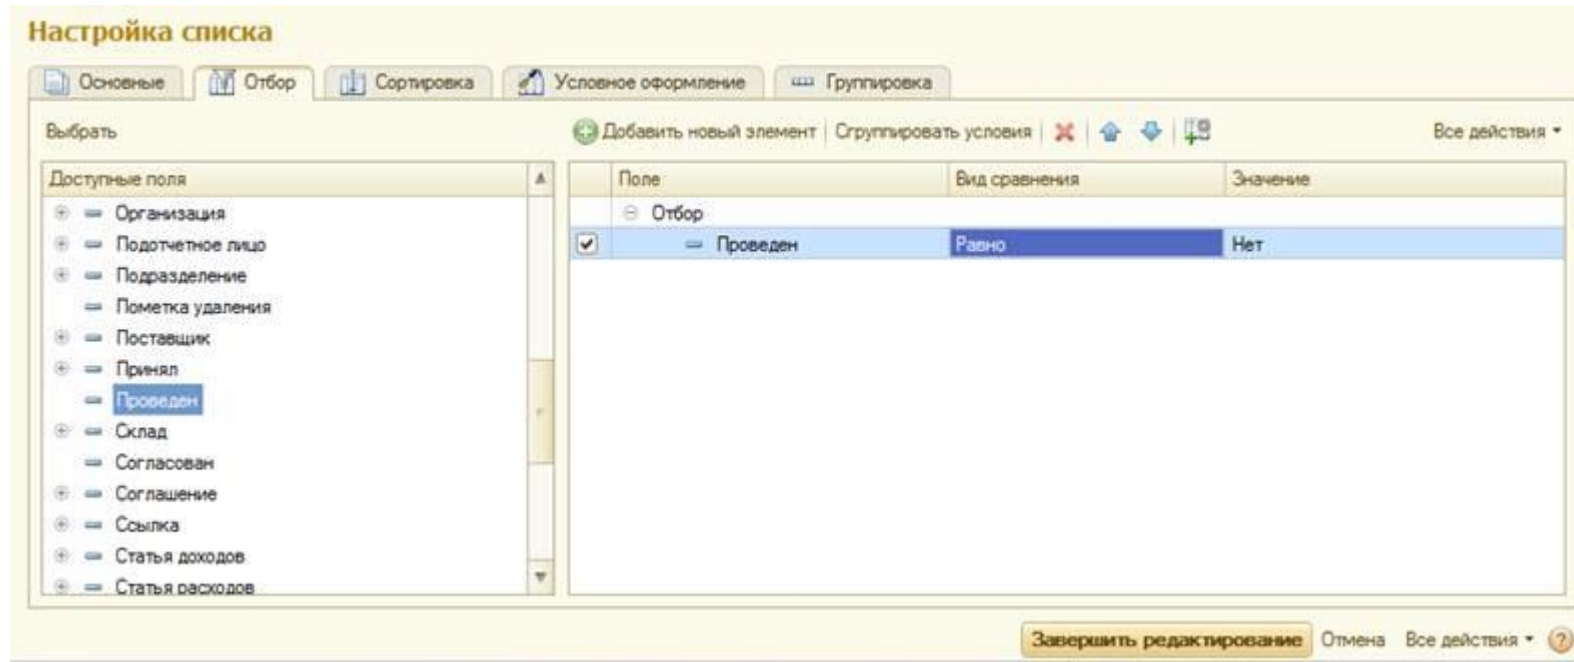 Настройка списка
Основные Отбор Сортировка Условное оформление Группировка
Выбрать Добавить новый элемент Сгруппировать условия Все действия
Доступные поля Поле Вид сравнения Значение
Организация Отбор
Подотчетное лицо Проведен Равно Нет
Подразделение
Пометка удаления
Поставщик
Принял
Проведен
Склад
Согласован
Соглашение
Ссылка
Статья доходов
Статья расходов
Завершить редактирование Отмена Все действия ?